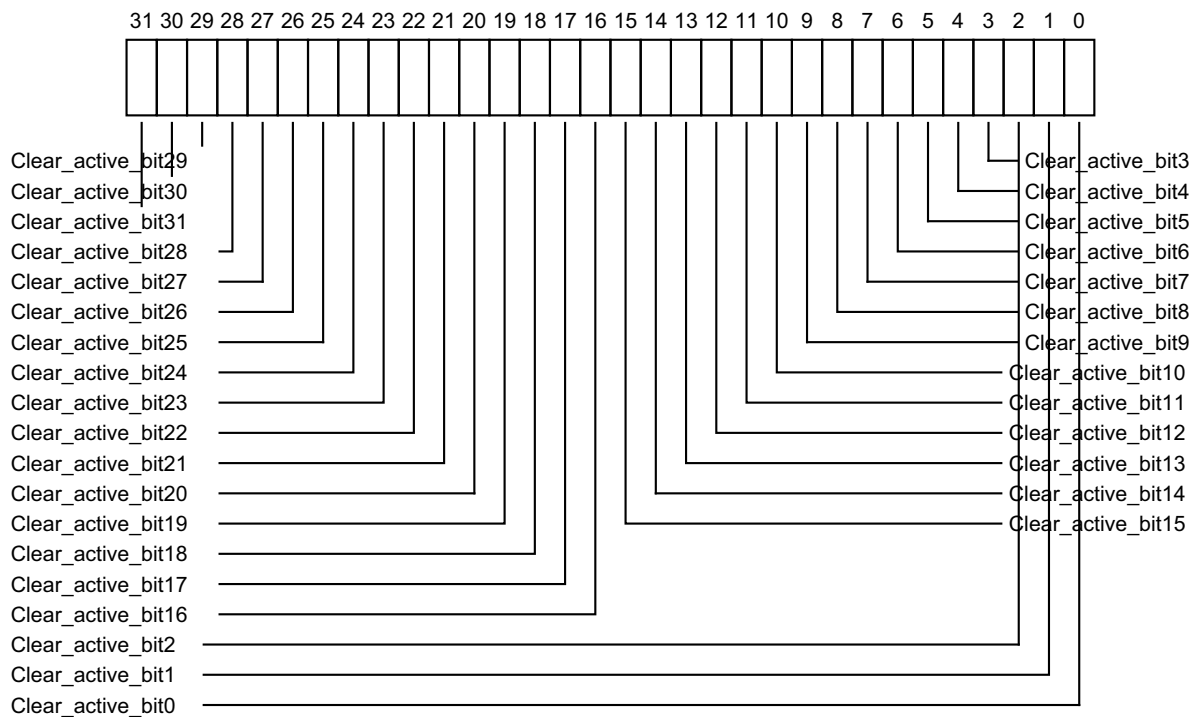 31 30 29 28 27 26 25 24 23 22 21 20 19 18 17 16 15 14 13 12 11 10 9 8 7 6 5 4 3 2 1 0
Clear_active_bit29 Clear_active_bit3
Clear_active_bit30 Clear_active_bit4
Clear_active_bit31 Clear_active_bit5
Clear_active_bit28 Clear_active_bit6
Clear_active_bit27 Clear_active_bit7
Clear_active_bit26 Clear_active_bit8
Clear_active_bit25 Clear_active_bit9
Clear_active_bit24 Clear_active_bit10
Clear_active_bit23 Clear_active_bit11
Clear_active_bit22 Clear_active_bit12
Clear_active_bit21 Clear_active_bit13
Clear_active_bit20 Clear_active_bit14
Clear_active_bit19 Clear_active_bit15
Clear_active_bit18
Clear_active_bit17
Clear_active_bit16
Clear_active_bit2
Clear_active_bit1
Clear_active_bit0